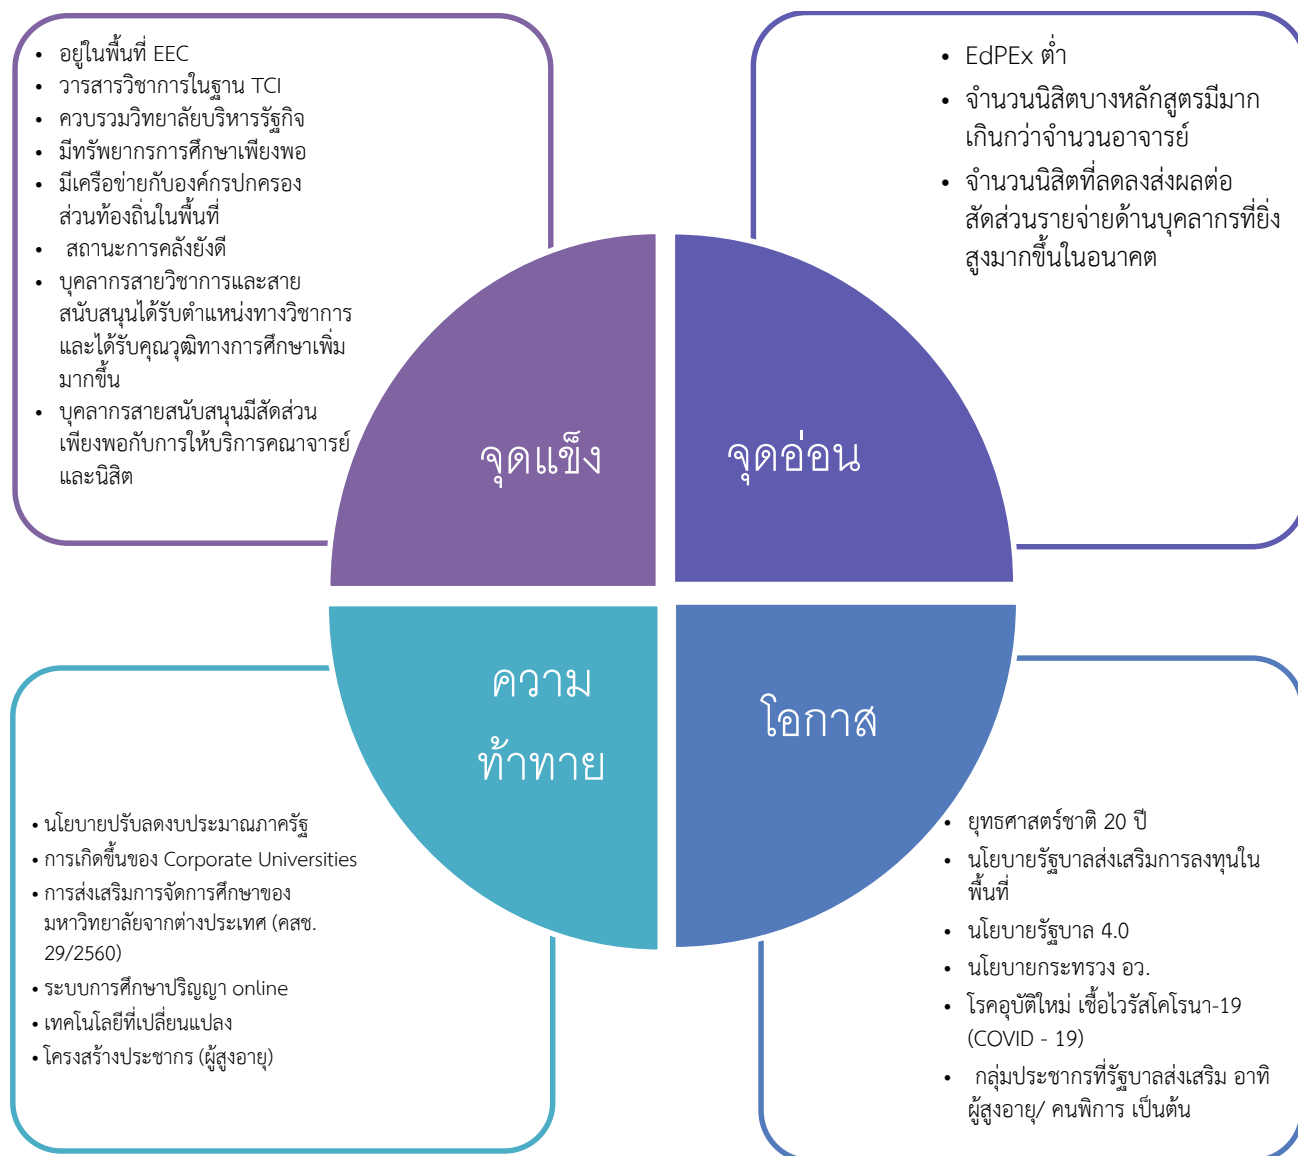 • อยู่ในพื้นที่ EEC
• วารสารวิชาการในฐาน TCI
• ควบรวมวิทยาลัยบริหารรัฐกิจ
• มีทรัพยากรการศึกษาเพียงพอ
• มีเครือข่ายกับองค์กรปกครอง
ส่วนท้องถิ่นในพื้นที่
• สถานะการคลังยังดี
• บุคลากรสายวิชาการและสาย
สนับสนุนได้รับตำแหน่งทางวิชาการ
และได้รับคุณวุฒิทางการศึกษาเพิ่ม
มากขึ้น
• บุคลากรสายสนับสนุนมีสัดส่วน
เพียงพอกับการให้บริการคณาจารย์
และนิสิต
จุดแข็ง
• EdPEx ต่ำ
• จำนวนนิสิตบางหลักสูตรมีมาก
เกินกว่าจำนวนอาจารย์
• จำนวนนิสิตที่ลดลงส่งผลต่อ
สัดส่วนรายจ่ายด้านบุคลากรที่ยิ่ง
สูงมากขึ้นในอนาคต
จุดอ่อน
ความ
ท้าทาย
• นโยบายปรับลดงบประมาณภาครัฐ
• การเกิดขึ้นของ Corporate Universities
• การส่งเสริมการจัดการศึกษาของ
มหาวิทยาลัยจากต่างประเทศ (คสช.
29/2560)
• ระบบการศึกษาปริญญา online
• เทคโนโลยีที่เปลี่ยนแปลง
• โครงสร้างประชากร (ผู้สูงอายุ)
โอกาส
• ยุทธศาสตร์ชาติ 20 ปี
• นโยบายรัฐบาลส่งเสริมการลงทุนใน
พื้นที่
• นโยบายรัฐบาล 4.0
• นโยบายกระทรวง อว.
• โรคอุบัติใหม่ เชื้อไวรัสโคโรนา-19
(COVID - 19)
• กลุ่มประชากรที่รัฐบาลส่งเสริม อาทิ
ผู้สูงอายุ/ คนพิการ เป็นต้น